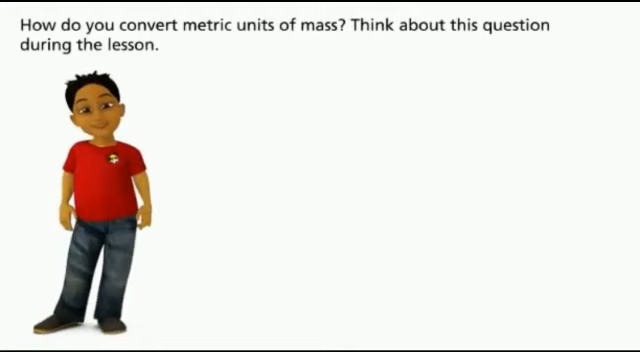 How do you convert metric units of mass? Think about this question
during the lesson.